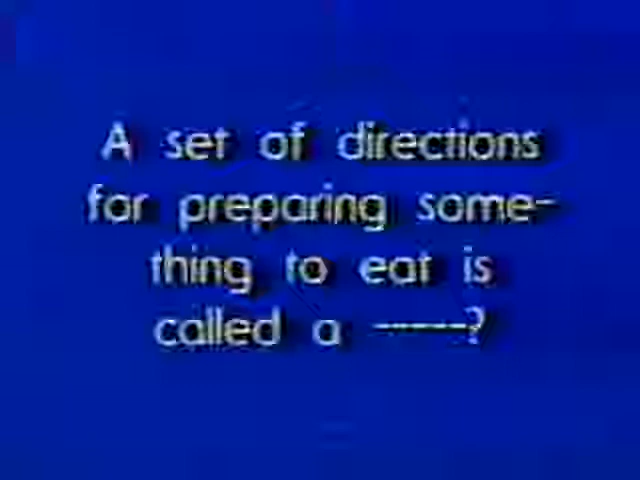 A set of directions
for preparing some-
thing to eat is
called a -----?